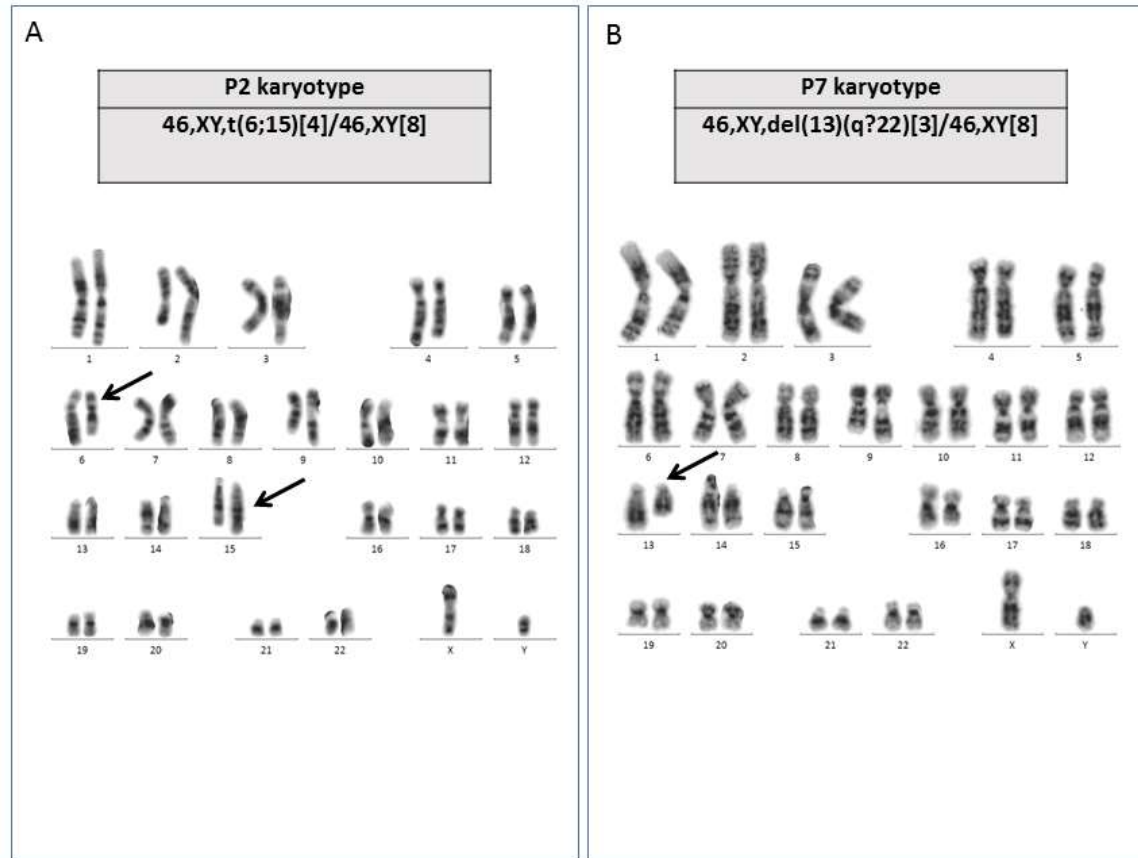 A
P2 karyotype
46,XY,t(6;15)[4]/46,XY[8]
1 2 3 4 5
6 7 8 9 10 11 12
13 14 15 16 17 18
19 20 21 22 X Y
B
P7 karyotype
46,XY,del(13)(q?22)[3]/46,XY[8]
1 2 3 4 5
6 7 8 9 10 11 12
13 14 15 16 17 18
19 20 21 22 X Y